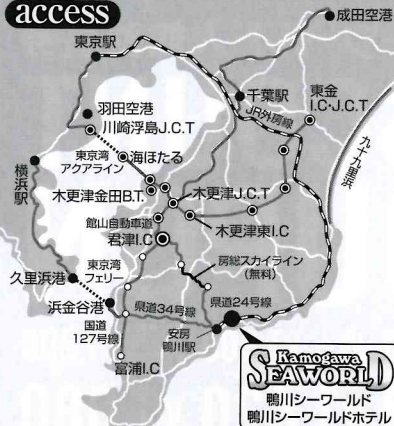 access
成田空港
東京駅
千葉駅
東金
I.C・J.C.T
JR外房線
羽田空港
川崎浮島J.C.T
九十九里浜
東京湾
アクアライン
海ほたる
横浜駅
木更津金田B.T.
木更津J.C.T
館山自動車道
木更津東I.C
君津I.C
久里浜港
東京湾
フェリー
房総スカイライン
(無料)
浜金谷港
県道34号線
県道24号線
国道
127号線
安房
鴨川駅
富浦I.C
Kamogawa
SEAWORLD
鴨川シーワールド
鴨川シーワールドホテル